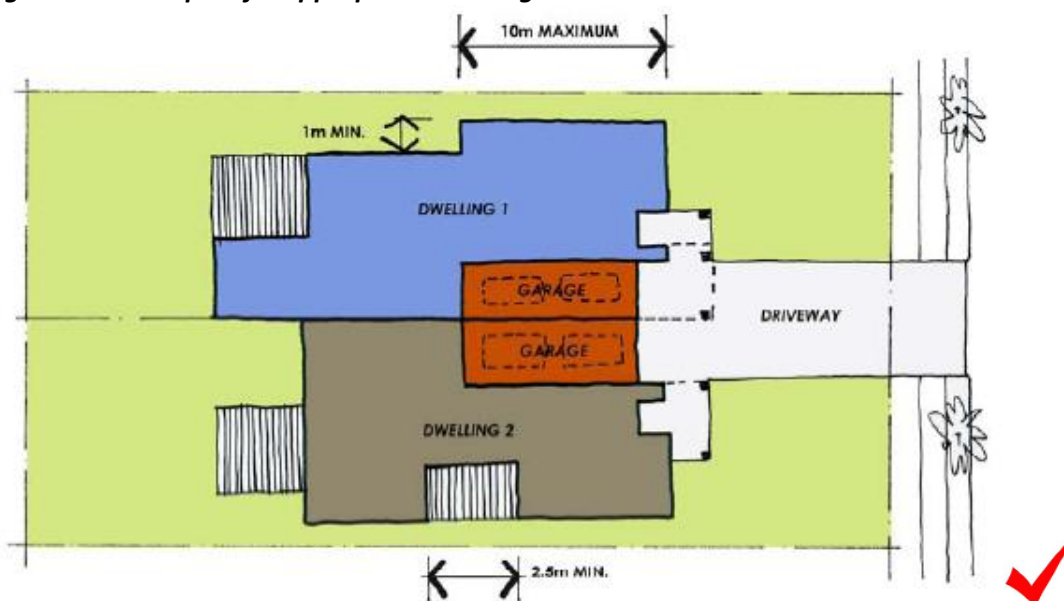 10m MAXIMUM
1m MIN.
DWELLING 1
GARAGE
DRIVEWAY
GARAGE
DWELLING 2
2.5m MIN.